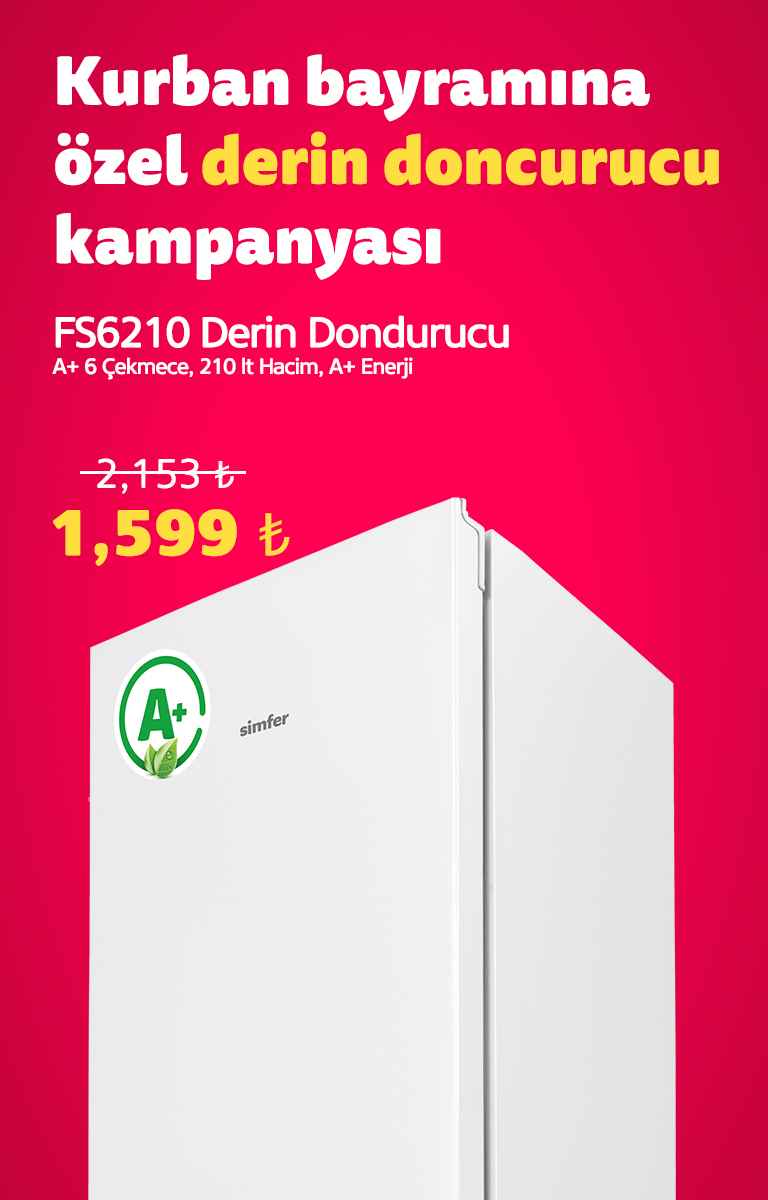 Kurban bayramına
özel derin doncurucu
kampanyası
FS6210 Derin Dondurucu
A+ 6 Çekmece, 210 lt Hacim, A+ Enerji
2,153 ₺
1,599 ₺
A+
simfer